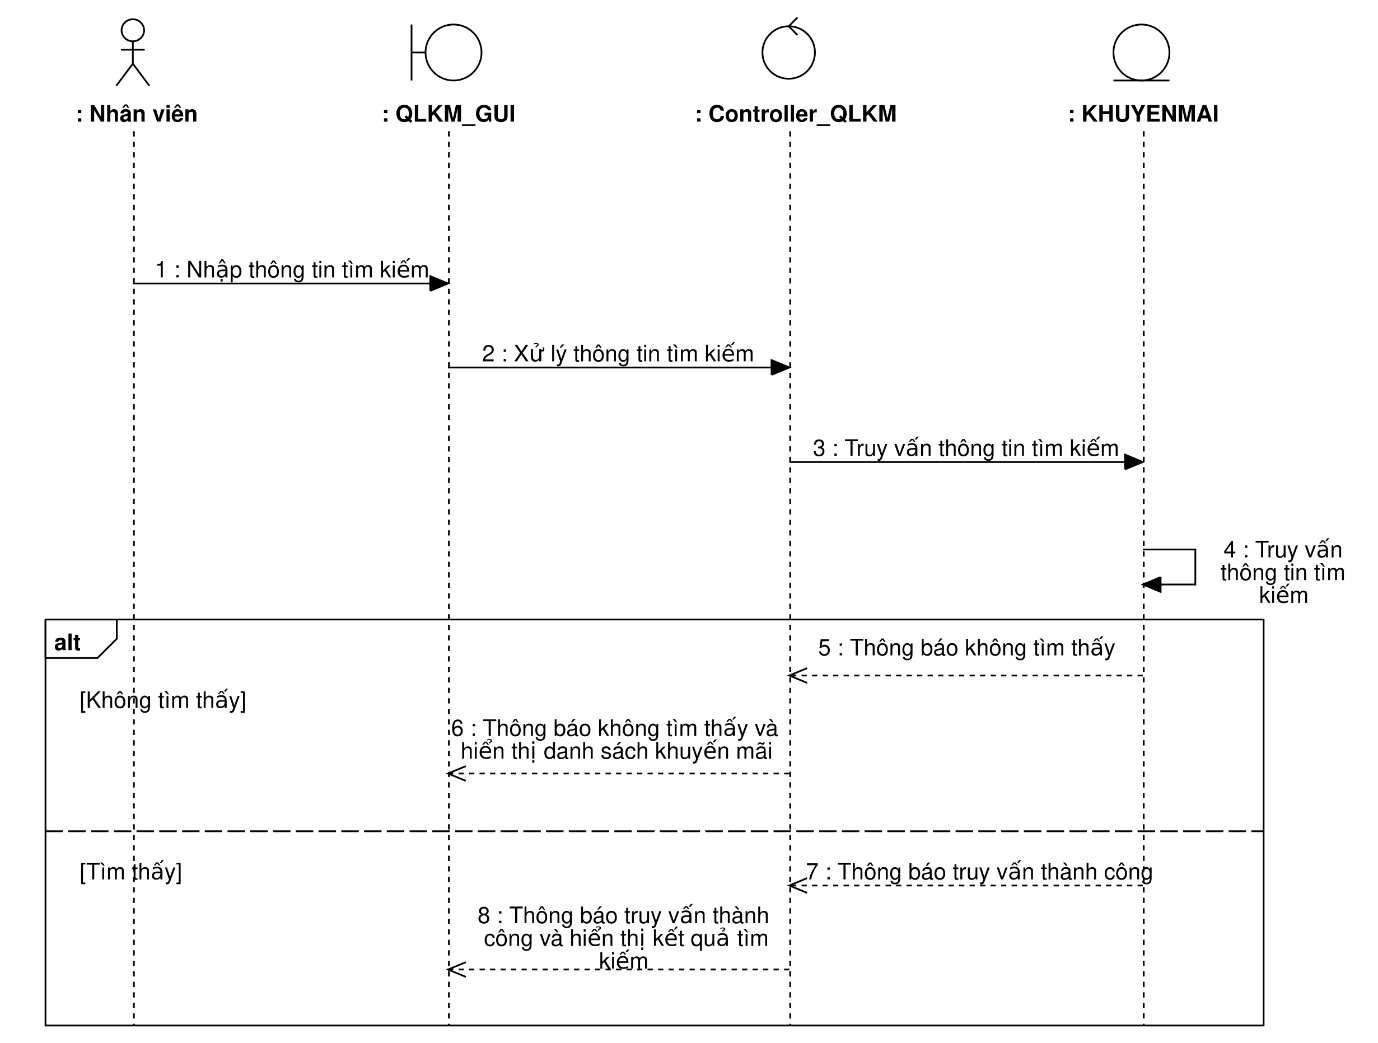 : Nhân viên
: QLKM_GUI
: Controller_QLKM
: KHUYENMAI
1 : Nhập thông tin tìm kiếm
2 : Xử lý thông tin tìm kiếm
3 : Truy vấn thông tin tìm kiếm
4 : Truy vấn
thông tin tìm
kiếm
alt
5 : Thông báo không tìm thấy
[Không tìm thấy]
6 : Thông báo không tìm thấy và
hiển thị danh sách khuyến mãi
[Tìm thấy]
7 : Thông báo truy vấn thành công
8 : Thông báo truy vấn thành
công và hiển thị kết quả tìm
kiếm